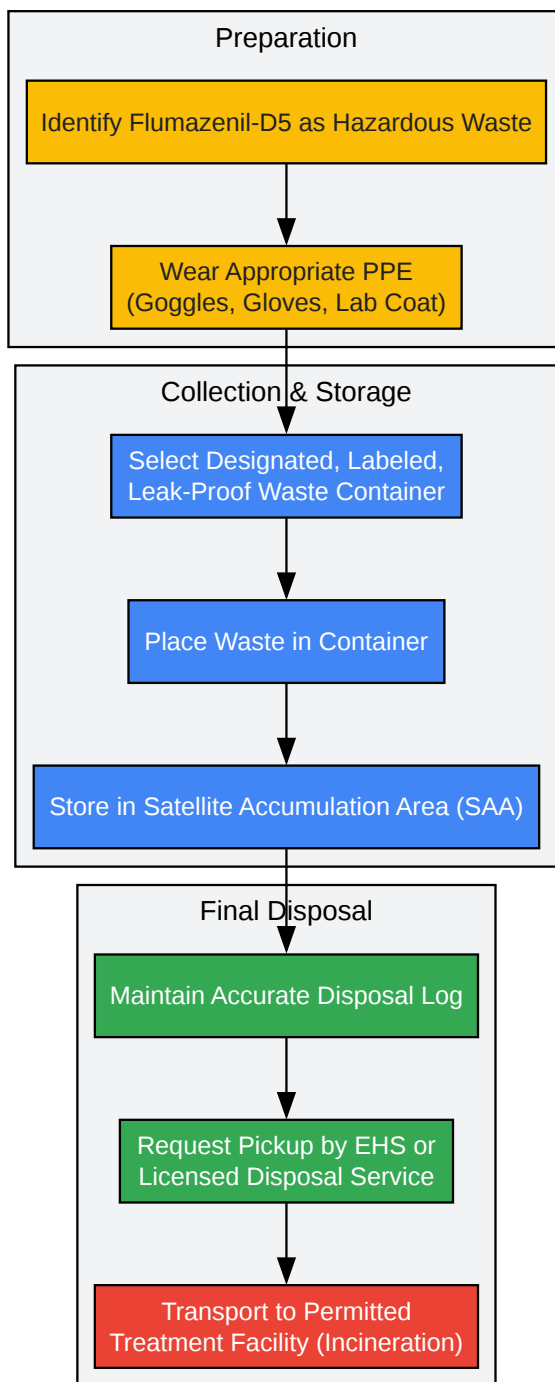 Preparation
Identify Flumazenil-D5 as Hazardous Waste
Wear Appropriate PPE
(Goggles, Gloves, Lab Coat)
Collection & Storage
Select Designated, Labeled,
Leak-Proof Waste Container
Place Waste in Container
Store in Satellite Accumulation Area (SAA)
Final Disposal
Maintain Accurate Disposal Log
Request Pickup by EHS or
Licensed Disposal Service
Transport to Permitted
Treatment Facility (Incineration)